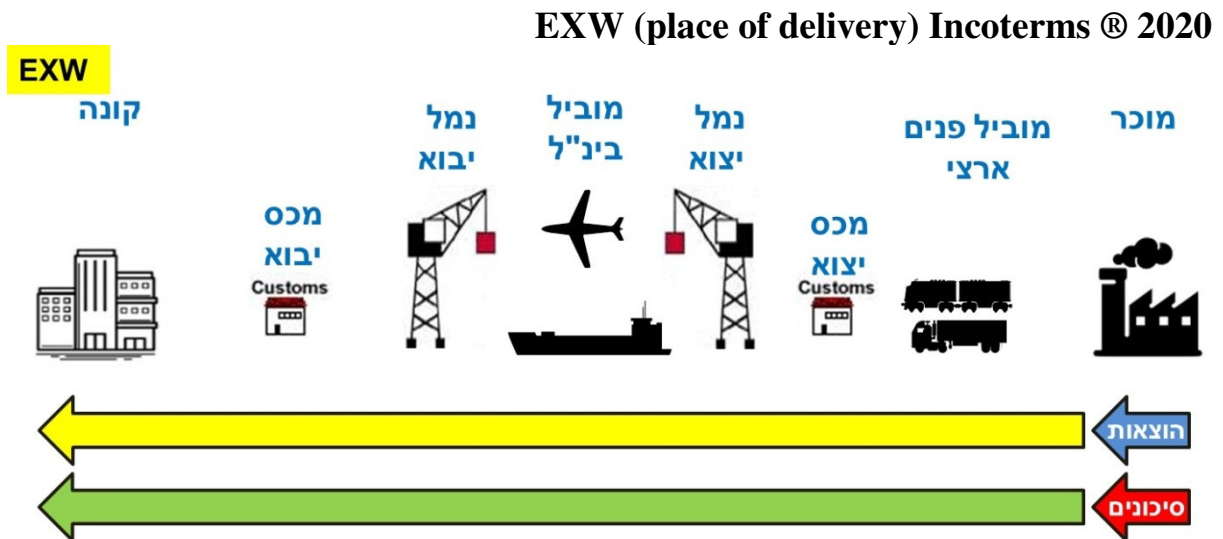 EXW (place of delivery) Incoterms ® 2020
EXW
מוכר
מוביל פנים
ארצי
נמל
יצוא
מוביל
בינ"ל
נמל
יבוא
קונה
מכס
יצוא
Customs
מכס
יבוא
Customs
הוצאות
סיכונים